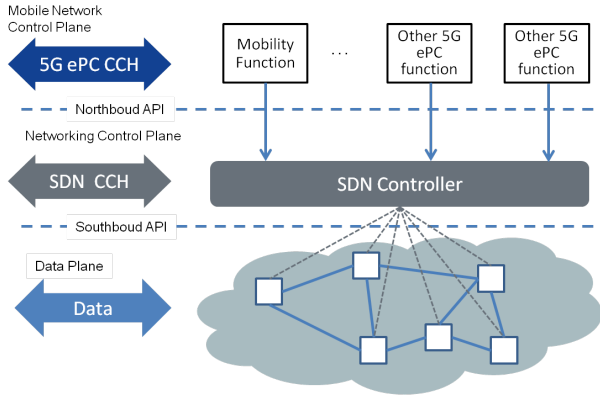 Mobile Network
Control Plane
5G ePC CCH
Mobility
Function
...
Other 5G
ePC
function
Other 5G
ePC
function
Northboud API
Networking Control Plane
SDN CCH
SDN Controller
Southboud API
Data Plane
Data